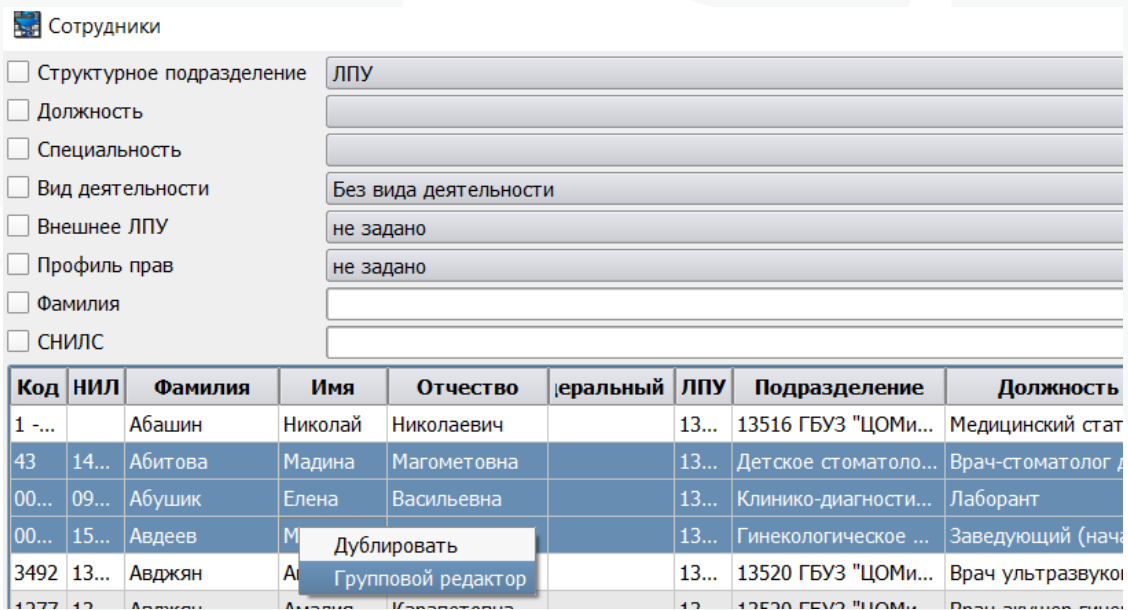 Сотрудники
Структурное подразделение ЛПУ
Должность
Специальность
Вид деятельности Без вида деятельности
Внешнее ЛПУ не задано
Профиль прав не задано
Фамилия
СНИЛС
Код НИЛ Фамилия Имя Отчество деральный ЛПУ Подразделение Должность
1 -... Абашин Николай Николаевич 13... 13516 ГБУЗ "ЦОМи... Медицинский стат
43 14... Абитова Мадина Магометовна 13... Детское стоматоло... Врач-стоматолог д
00... 09... Абушик Елена Васильевна 13... Клинико-диагности... Лаборант
00... 15... Авдеев М 13... Гинекологическое ... Заведующий (нача
Дублировать
3492 13... Авджян 13... 13520 ГБУЗ "ЦОМи... Врач ультразвуко
Групповой редактор